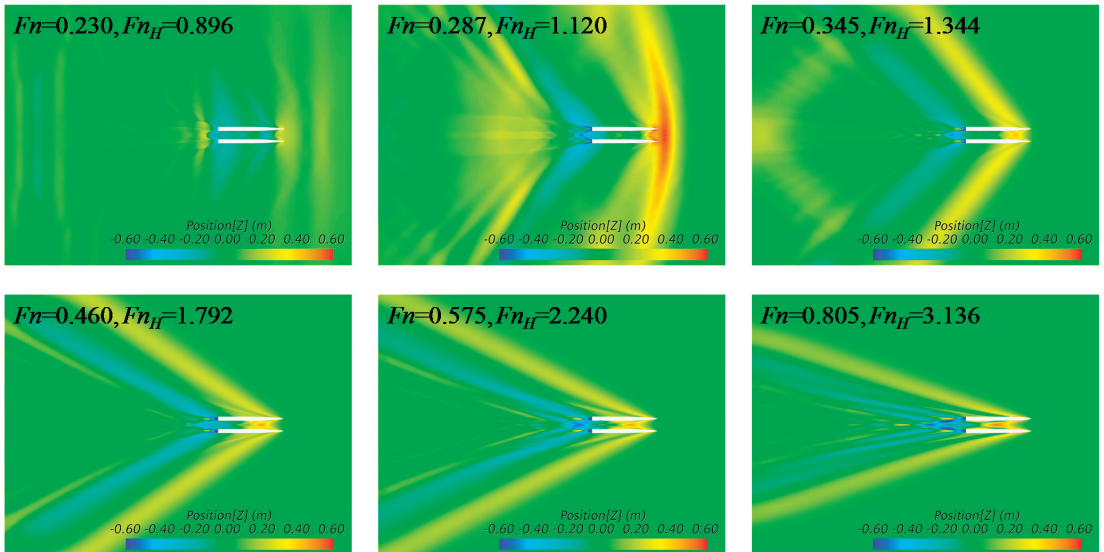 Fn=0.230, Fn_H=0.896
Position[Z] (m)
-0.60 -0.40 -0.20 0.00 0.20 0.40 0.60
Fn=0.287, Fn_H=1.120
Position[Z] (m)
-0.60 -0.40 -0.20 0.00 0.20 0.40 0.60
Fn=0.345, Fn_H=1.344
Position[Z] (m)
-0.60 -0.40 -0.20 0.00 0.20 0.40 0.60
Fn=0.460, Fn_H=1.792
Position[Z] (m)
-0.60 -0.40 -0.20 0.00 0.20 0.40 0.60
Fn=0.575, Fn_H=2.240
Position[Z] (m)
-0.60 -0.40 -0.20 0.00 0.20 0.40 0.60
Fn=0.805, Fn_H=3.136
Position[Z] (m)
-0.60 -0.40 -0.20 0.00 0.20 0.40 0.60